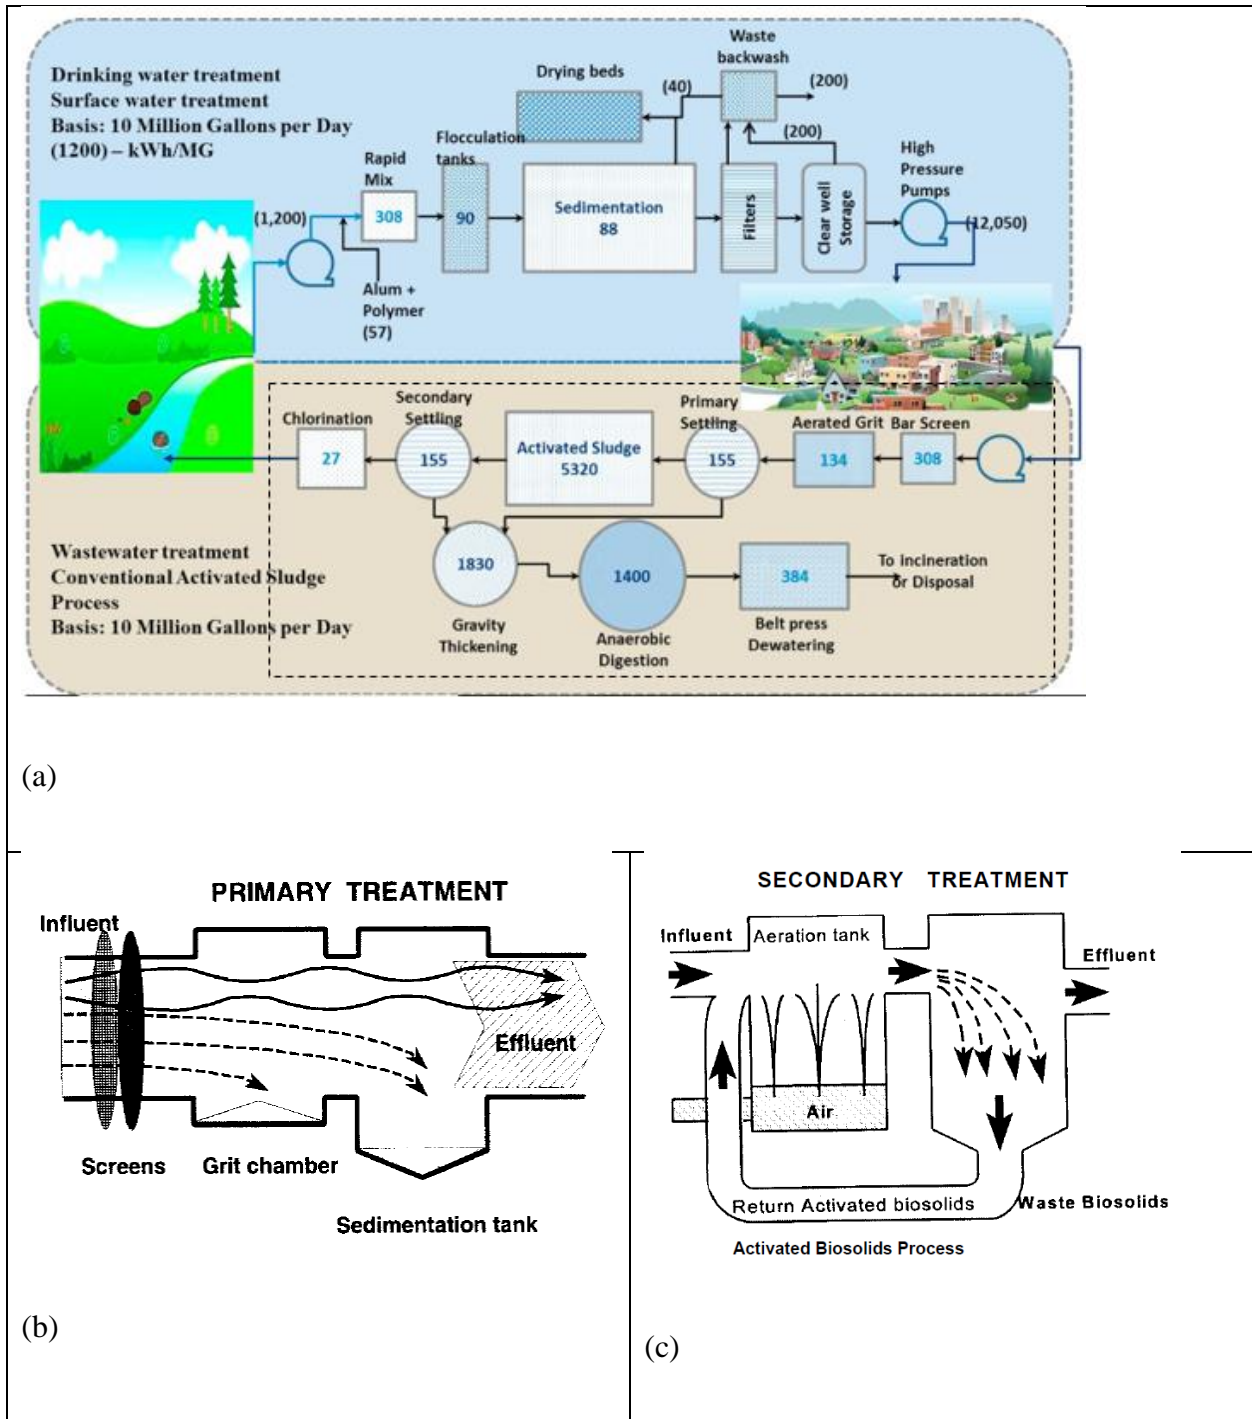 Drinking water treatment
Surface water treatment
Basis: 10 Million Gallons per Day
(1200) – kWh/MG
Drying beds
Waste
backwash
(40)
(200)
(200)
Flocculation
tanks
Rapid
Mix
High
Pressure
Pumps
(1,200)
308
90
Sedimentation
88
Filters
Clear well
Storage
(12,050)
Alum +
Polymer
(57)
Chlorination
Secondary
Settling
Primary
Settling
Aerated Grit
Bar Screen
27
155
Activated Sludge
5320
155
134
308
Wastewater treatment
Conventional Activated Sludge
Process
Basis: 10 Million Gallons per Day
1830
1400
384
To Incineration
or Disposal
Gravity
Thickening
Anaerobic
Digestion
Belt press
Dewatering
(a)
PRIMARY TREATMENT
Influent
Effluent
Screens
Grit chamber
Sedimentation tank
(b)
SECONDARY TREATMENT
Influent
Aeration tank
Effluent
Air
Return Activated biosolids
Waste Biosolids
Activated Biosolids Process
(c)